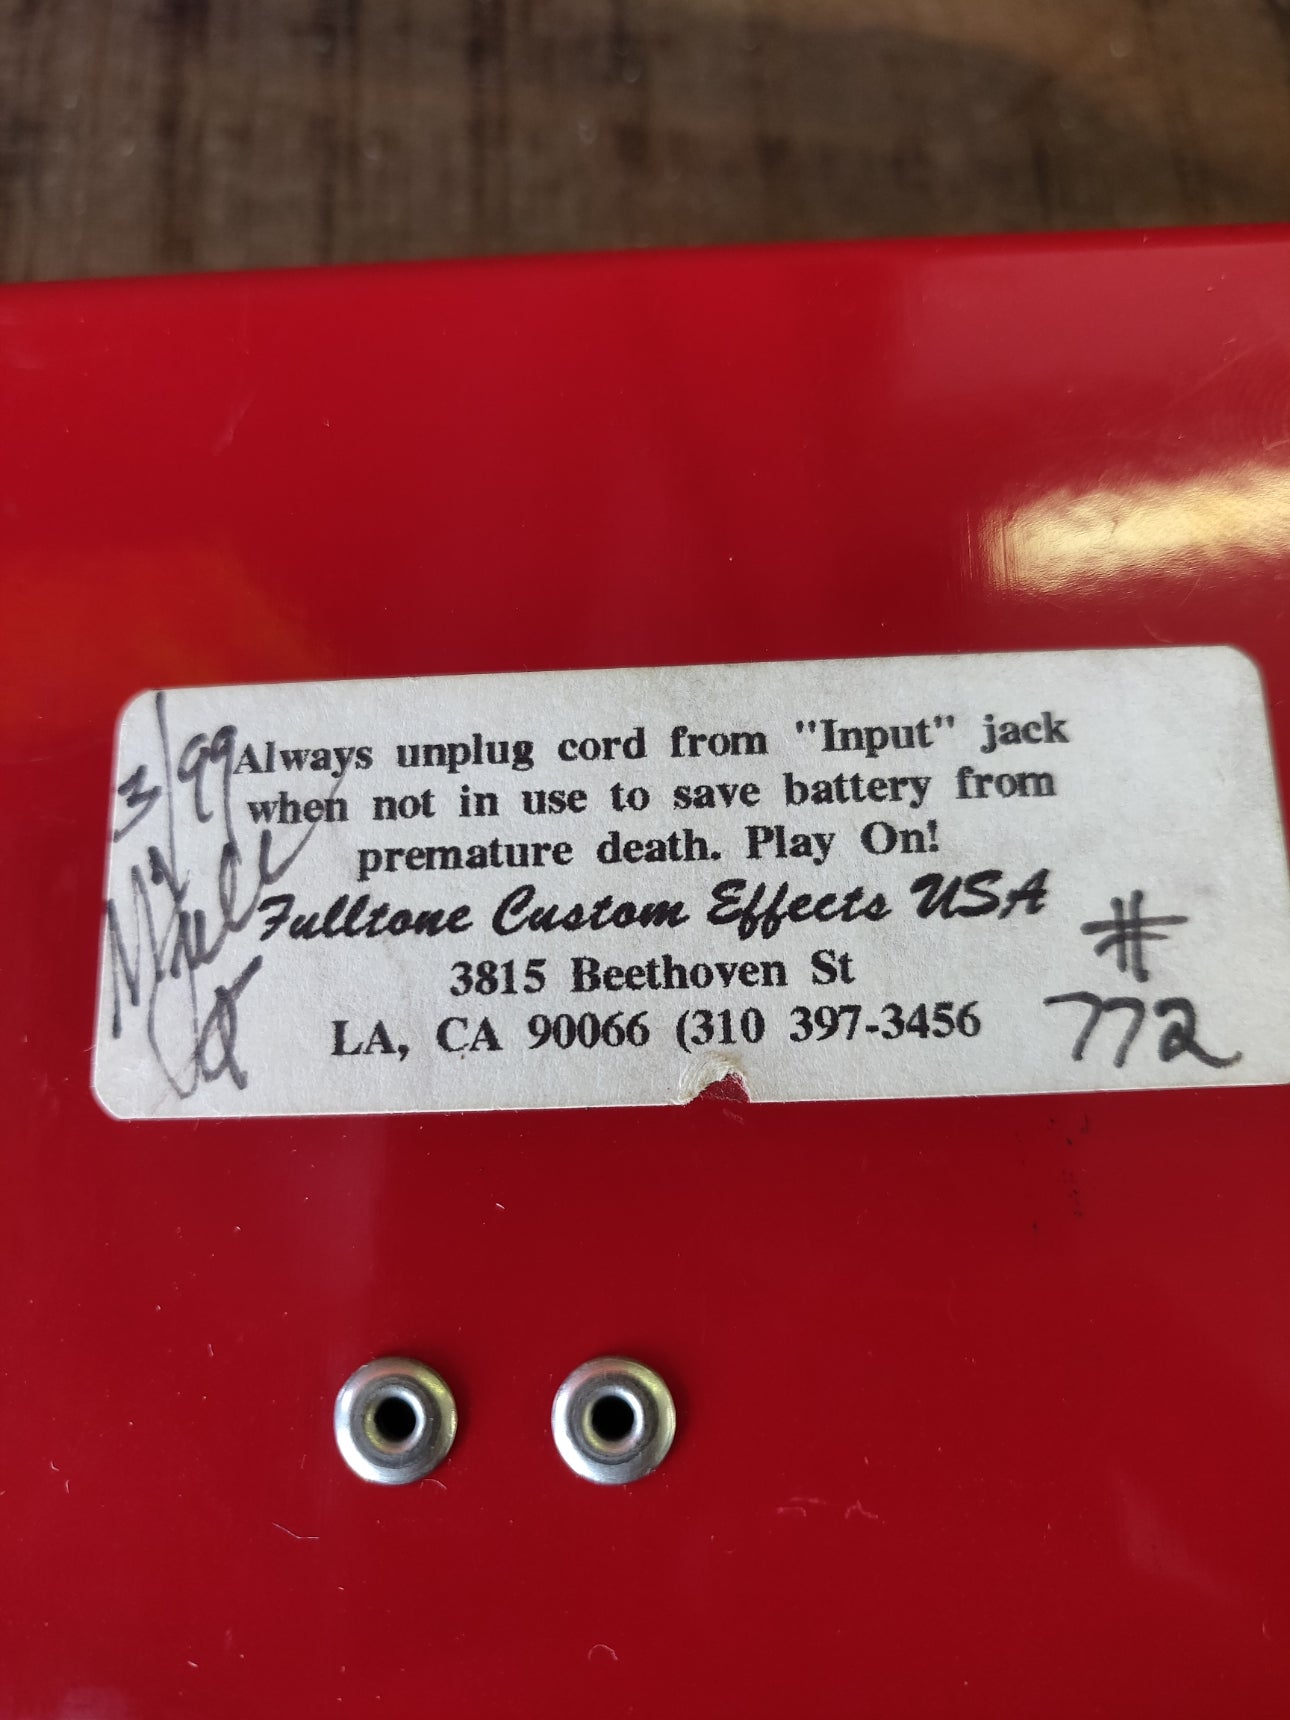 3/99
Always unplug cord from "Input" jack
when not in use to save battery from
premature death. Play On!
Fulltone Custom Effects USA
3815 Beethoven St
LA, CA 90066 (310 397-3456
#
772